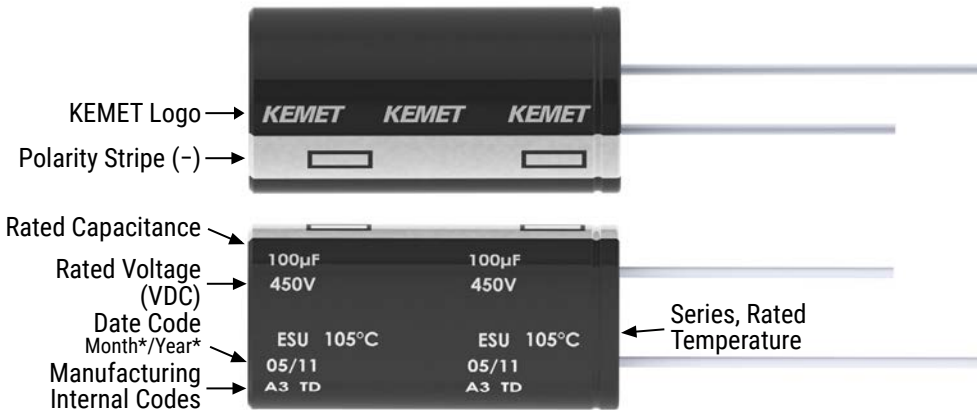 KEMET Logo
KEMET KEMET KEMET
Polarity Stripe (−)
Rated Capacitance
100µF 100µF
Rated Voltage
(VDC)
450V 450V
Date Code
Month*/Year*
ESU 105°C ESU 105°C
Series, Rated
Temperature
05/11 05/11
Manufacturing
Internal Codes
A3 TD A3 TD